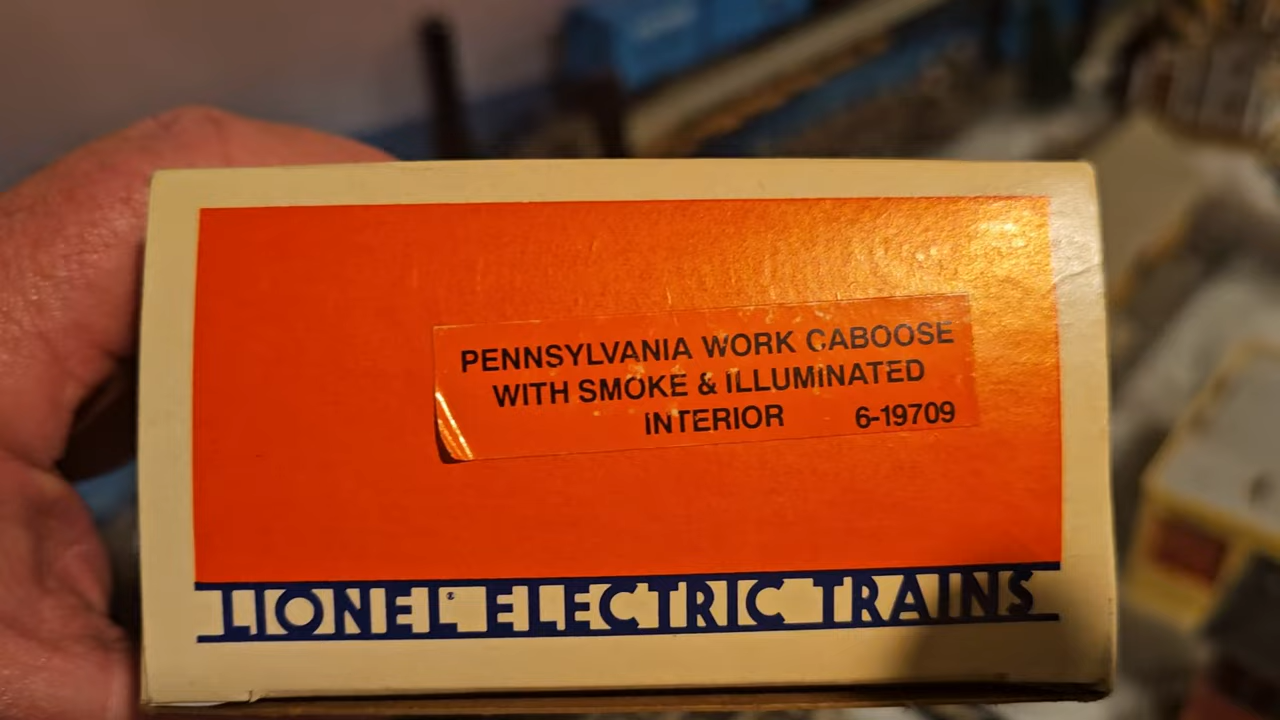 PENNSYLVANIA WORK CABOOSE
WITH SMOKE & ILLUMINATED
INTERIOR 6-19709
LIONEL® ELECTRIC TRAINS